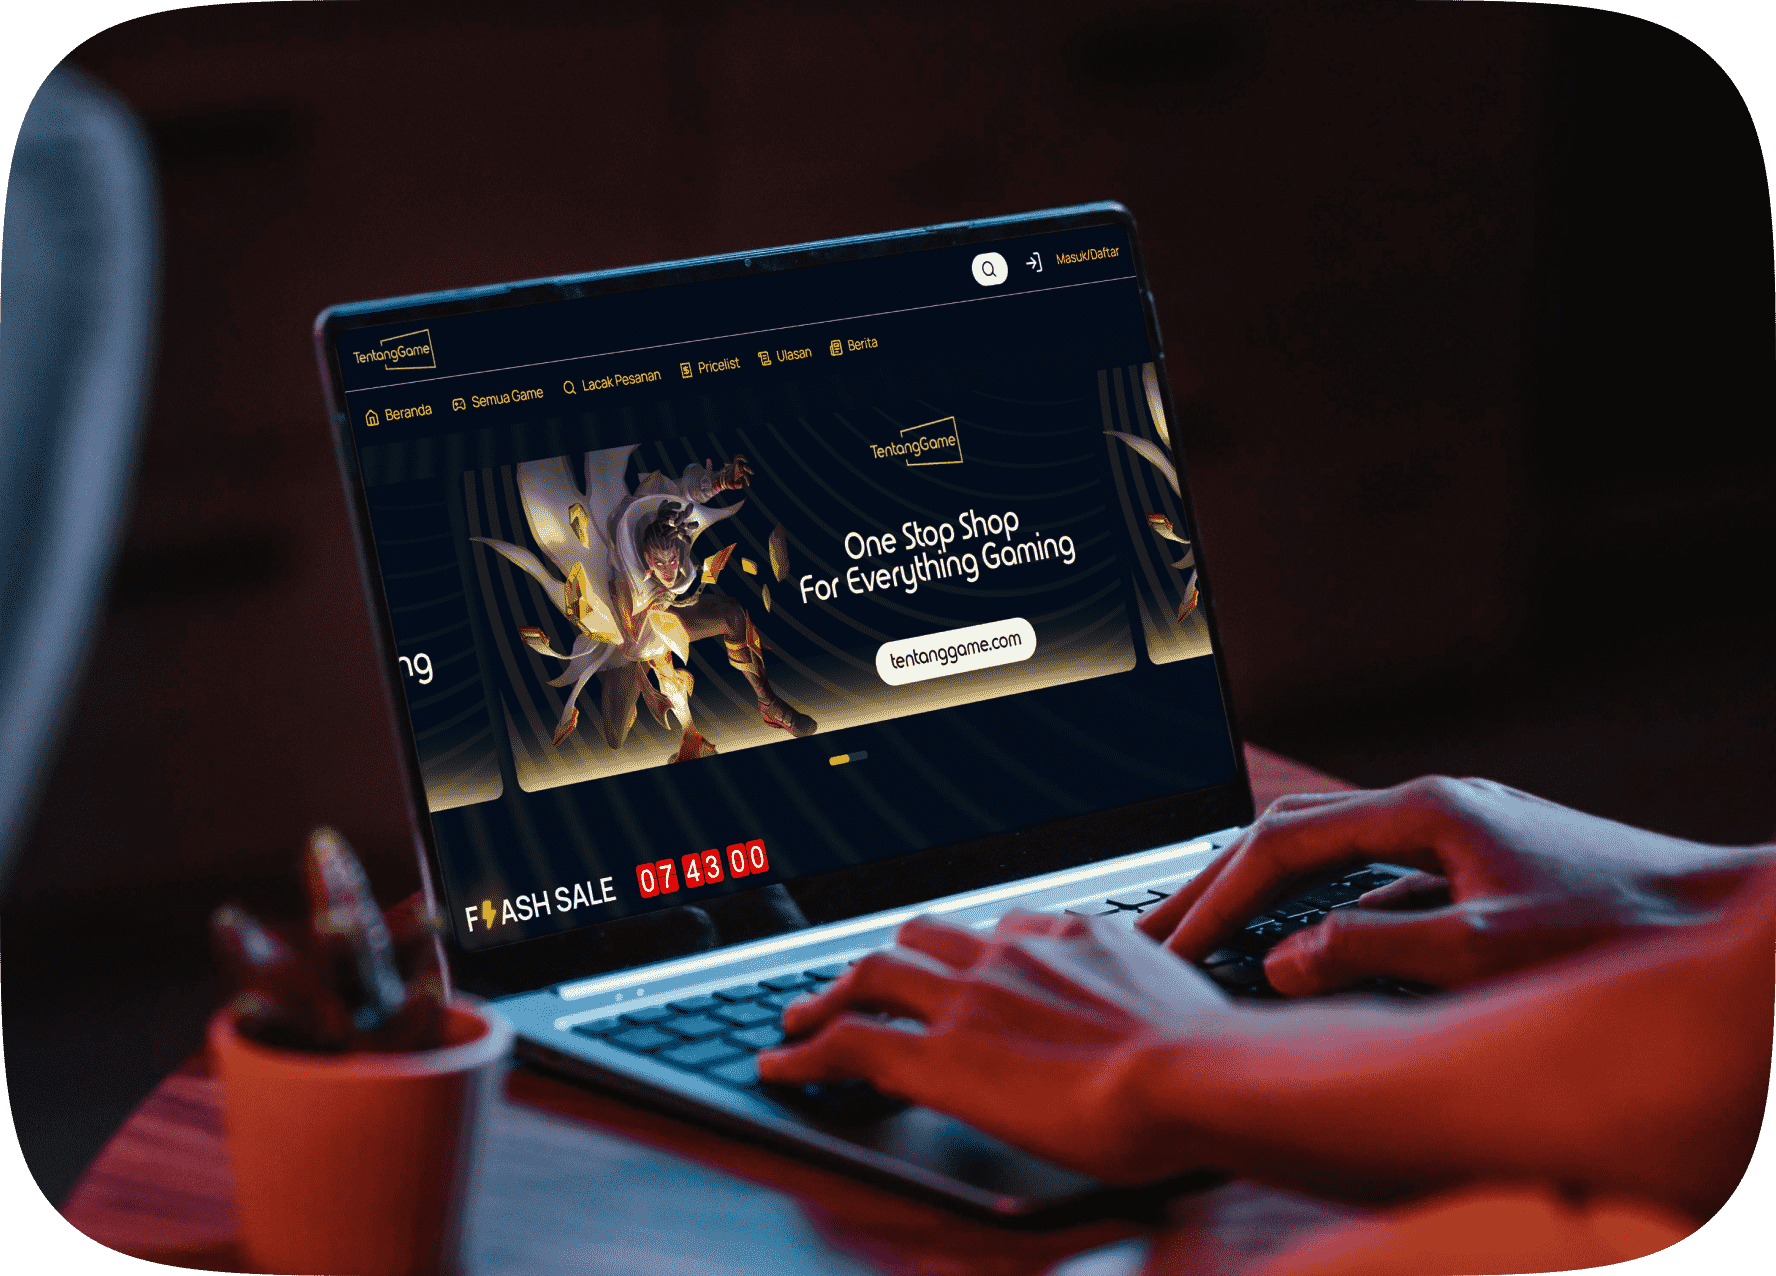 Masuk/Daftar
TentangGame
Beranda
Semua Game
Lacak Pesanan
Pricelist
Ulasan
Berita
TentangGame
One Stop Shop
For Everything Gaming
tentanggame.com
ng
F⚡ASH SALE 07 43 00